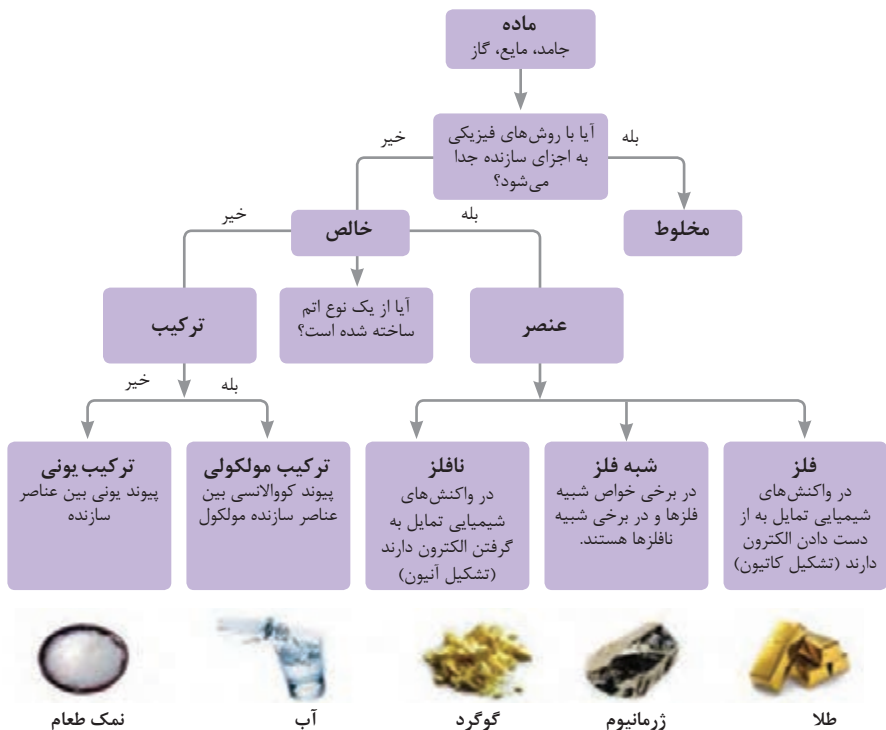 ماده
جامد، مایع، گاز
آیا با روش‌های فیزیکی
به اجزای سازنده جدا
می‌شود؟
بله
خیر
مخلوط
خالص
بله
خیر
عنصر
آیا از یک نوع اتم
ساخته شده است؟
ترکیب
بله
خیر
فلز
در واکنش‌های
شیمیایی تمایل به از
دست دادن الکترون
دارند (تشکیل کاتیون)
شبه فلز
در برخی خواص شبیه
فلزها و در برخی شبیه
نافلزها هستند.
نافلز
در واکنش‌های
شیمیایی تمایل به
گرفتن الکترون دارند
(تشکیل آنیون)
ترکیب مولکولی
پیوند کووالانسی بین
عناصر سازنده مولکول
ترکیب یونی
پیوند یونی بین عناصر
سازنده
طلا
ژرمانیوم
گوگرد
آب
نمک طعام